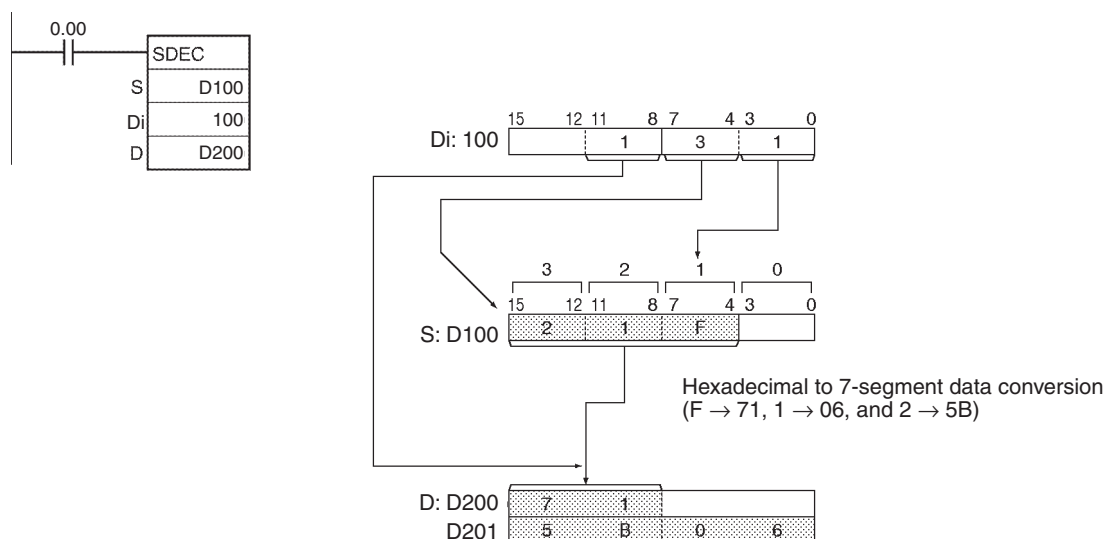 0.00
SDEC
S D100
Di 100
D D200
15 12 11 8 7 4 3 0
Di: 100 1 3 1
3 2 1 0
15 12 11 8 7 4 3 0
S: D100 2 1 F
Hexadecimal to 7-segment data conversion
(F → 71, 1 → 06, and 2 → 5B)
D: D200 7 1
D201 5 B 0 6